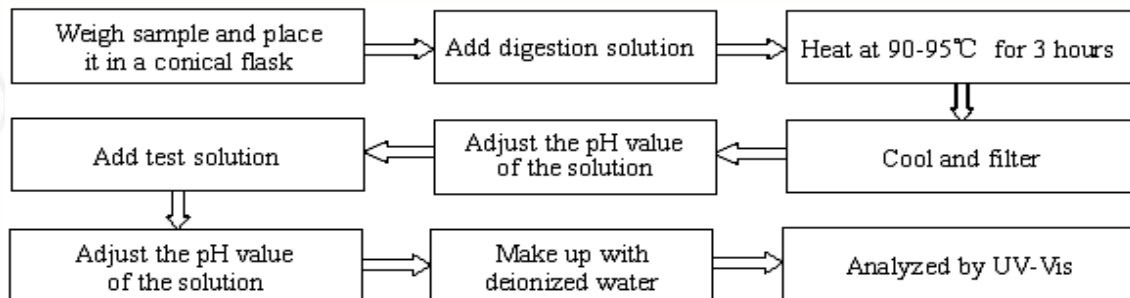 Weigh sample and place
it in a conical flask
Add digestion solution
Heat at 90-95℃ for 3 hours
Cool and filter
Adjust the pH value
of the solution
Add test solution
Adjust the pH value
of the solution
Make up with
deionized water
Analyzed by UV-Vis